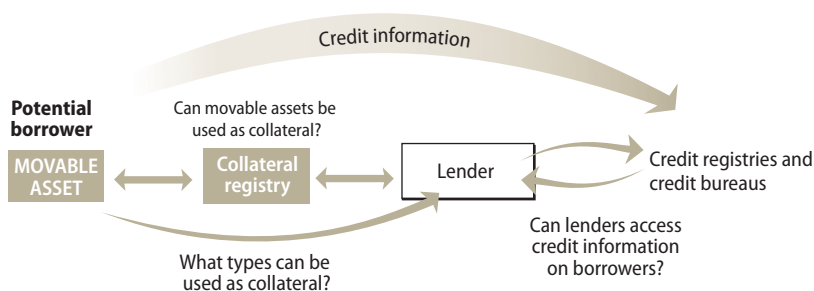 Credit information
Potential
borrower
Can movable assets be
used as collateral?
MOVABLE
ASSET
Collateral
registry
Lender
Credit registries and
credit bureaus
What types can be
used as collateral?
Can lenders access
credit information
on borrowers?